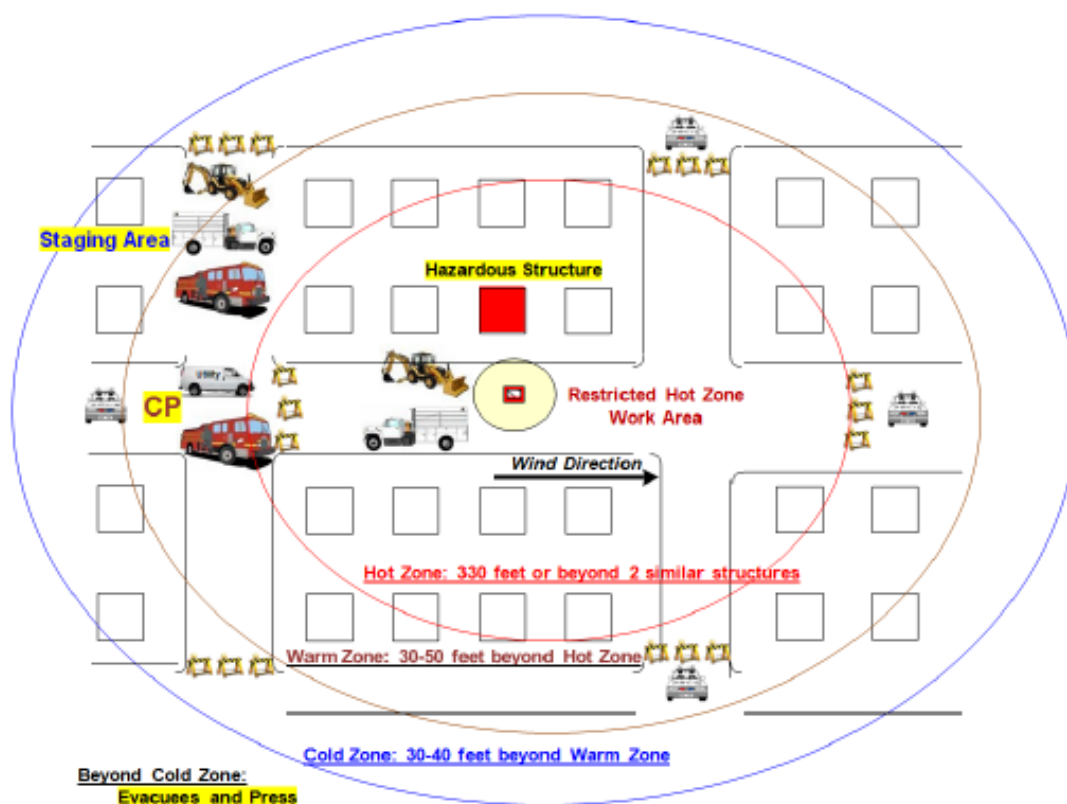 Staging Area
Hazardous Structure
CP
Restricted Hot Zone
Work Area
Wind Direction
Hot Zone: 330 feet or beyond 2 similar structures
Warm Zone: 30-50 feet beyond Hot Zone
Cold Zone: 30-40 feet beyond Warm Zone
Beyond Cold Zone:
Evacuees and Press